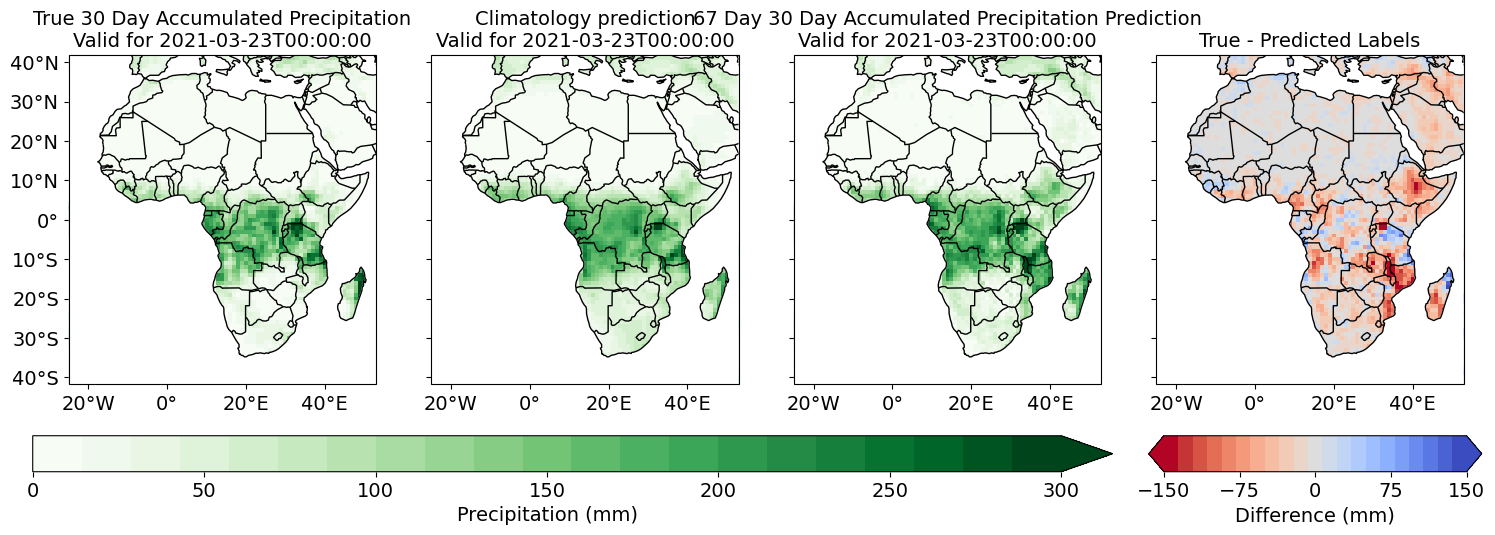 True 30 Day Accumulated Precipitation
Valid for 2021-03-23T00:00:00
Climatology prediction
Valid for 2021-03-23T00:00:00
67 Day 30 Day Accumulated Precipitation Prediction
Valid for 2021-03-23T00:00:00
True - Predicted Labels
40°N
30°N
20°N
10°N
0°
10°S
20°S
30°S
40°S
20°W 0° 20°E 40°E
20°W 0° 20°E 40°E
20°W 0° 20°E 40°E
20°W 0° 20°E 40°E
0 50 100 150 200 250 300
Precipitation (mm)
−150 −75 0 75 150
Difference (mm)